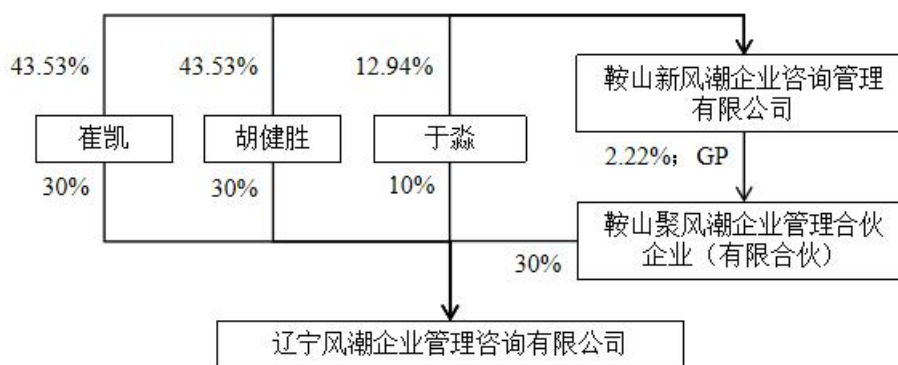 43.53%
43.53%
12.94%
鞍山新风潮企业咨询管理
有限公司
崔凯
胡健胜
于淼
2.22%；GP
30%
30%
10%
鞍山聚风潮企业管理合伙
企业（有限合伙）
30%
辽宁风潮企业管理咨询有限公司